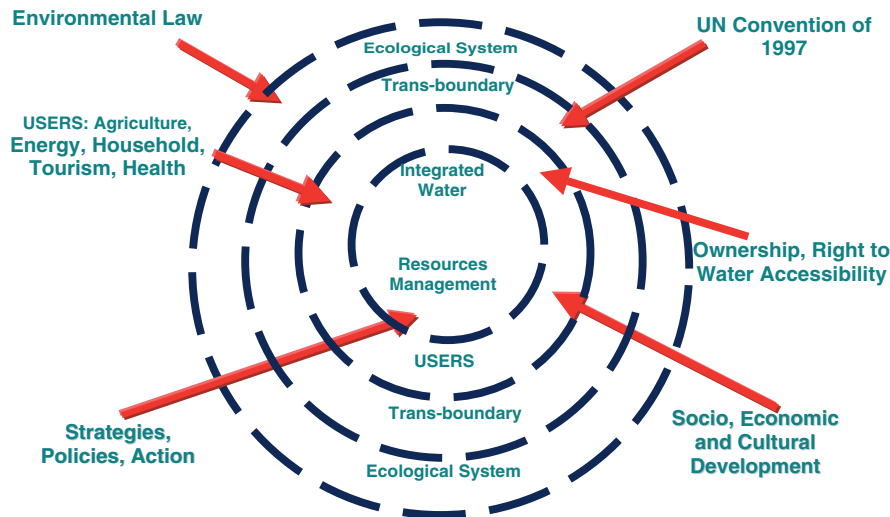 Environmental Law
Ecological System
UN Convention of
1997
Trans-boundary
USERS: Agriculture,
Energy, Household,
Tourism, Health
Integrated
Water
Ownership, Right to
Water Accessibility
Resources
Management
USERS
Trans-boundary
Strategies,
Policies, Action
Socio, Economic
and Cultural
Development
Ecological System